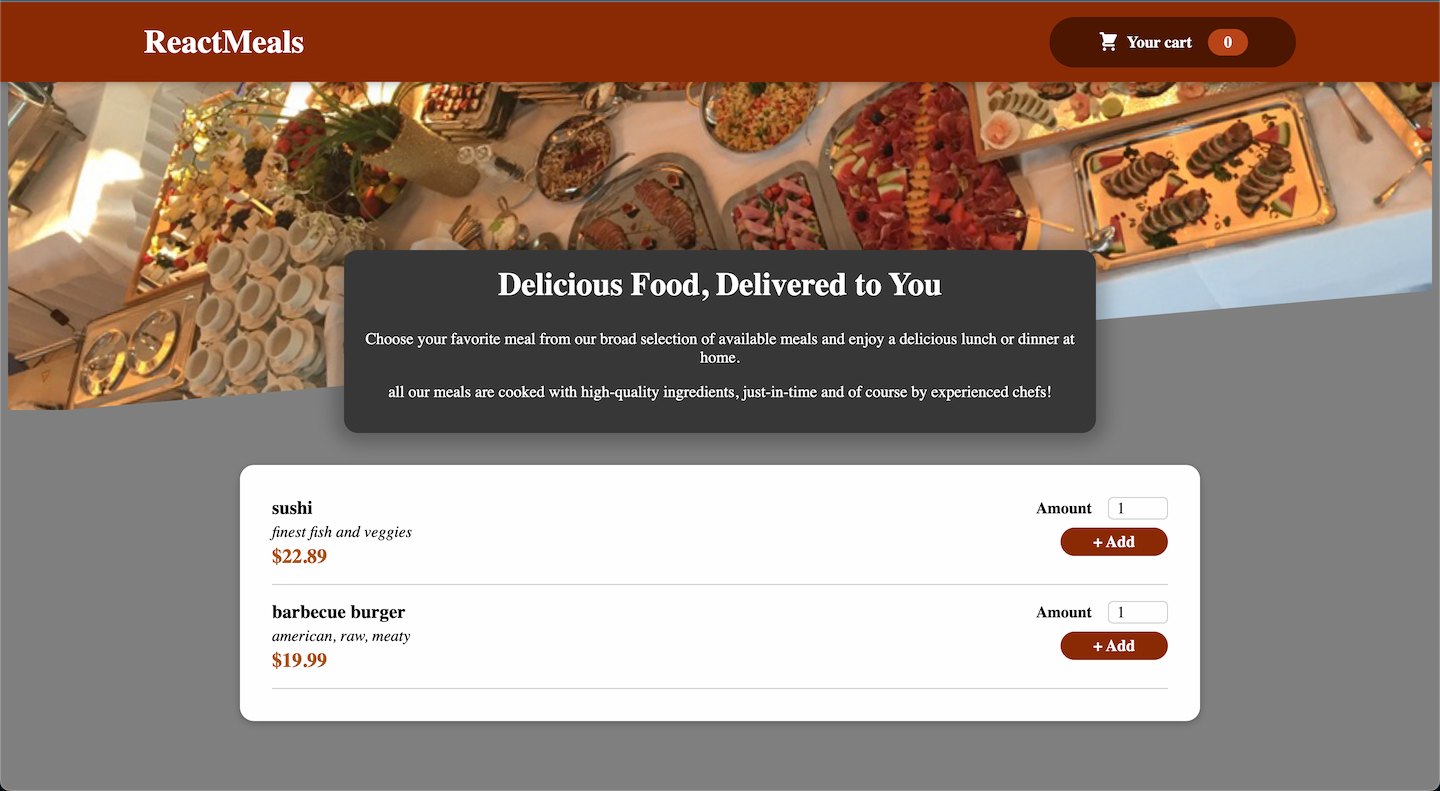 ReactMeals
Your cart 0
Delicious Food, Delivered to You
Choose your favorite meal from our broad selection of available meals and enjoy a delicious lunch or dinner at
home.
all our meals are cooked with high-quality ingredients, just-in-time and of course by experienced chefs!
sushi
finest fish and veggies
$22.89
Amount 1
+ Add
barbecue burger
american, raw, meaty
$19.99
Amount 1
+ Add